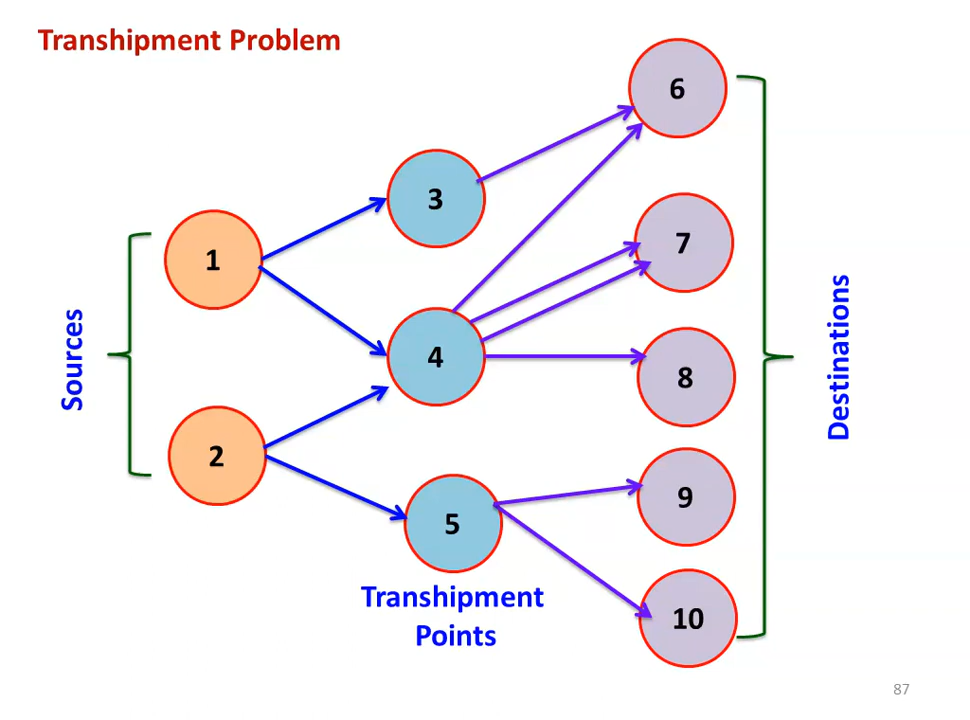 Transhipment Problem
6
3
7
1
Sources
Destinations
4
8
2
9
5
Transhipment
Points
10
87